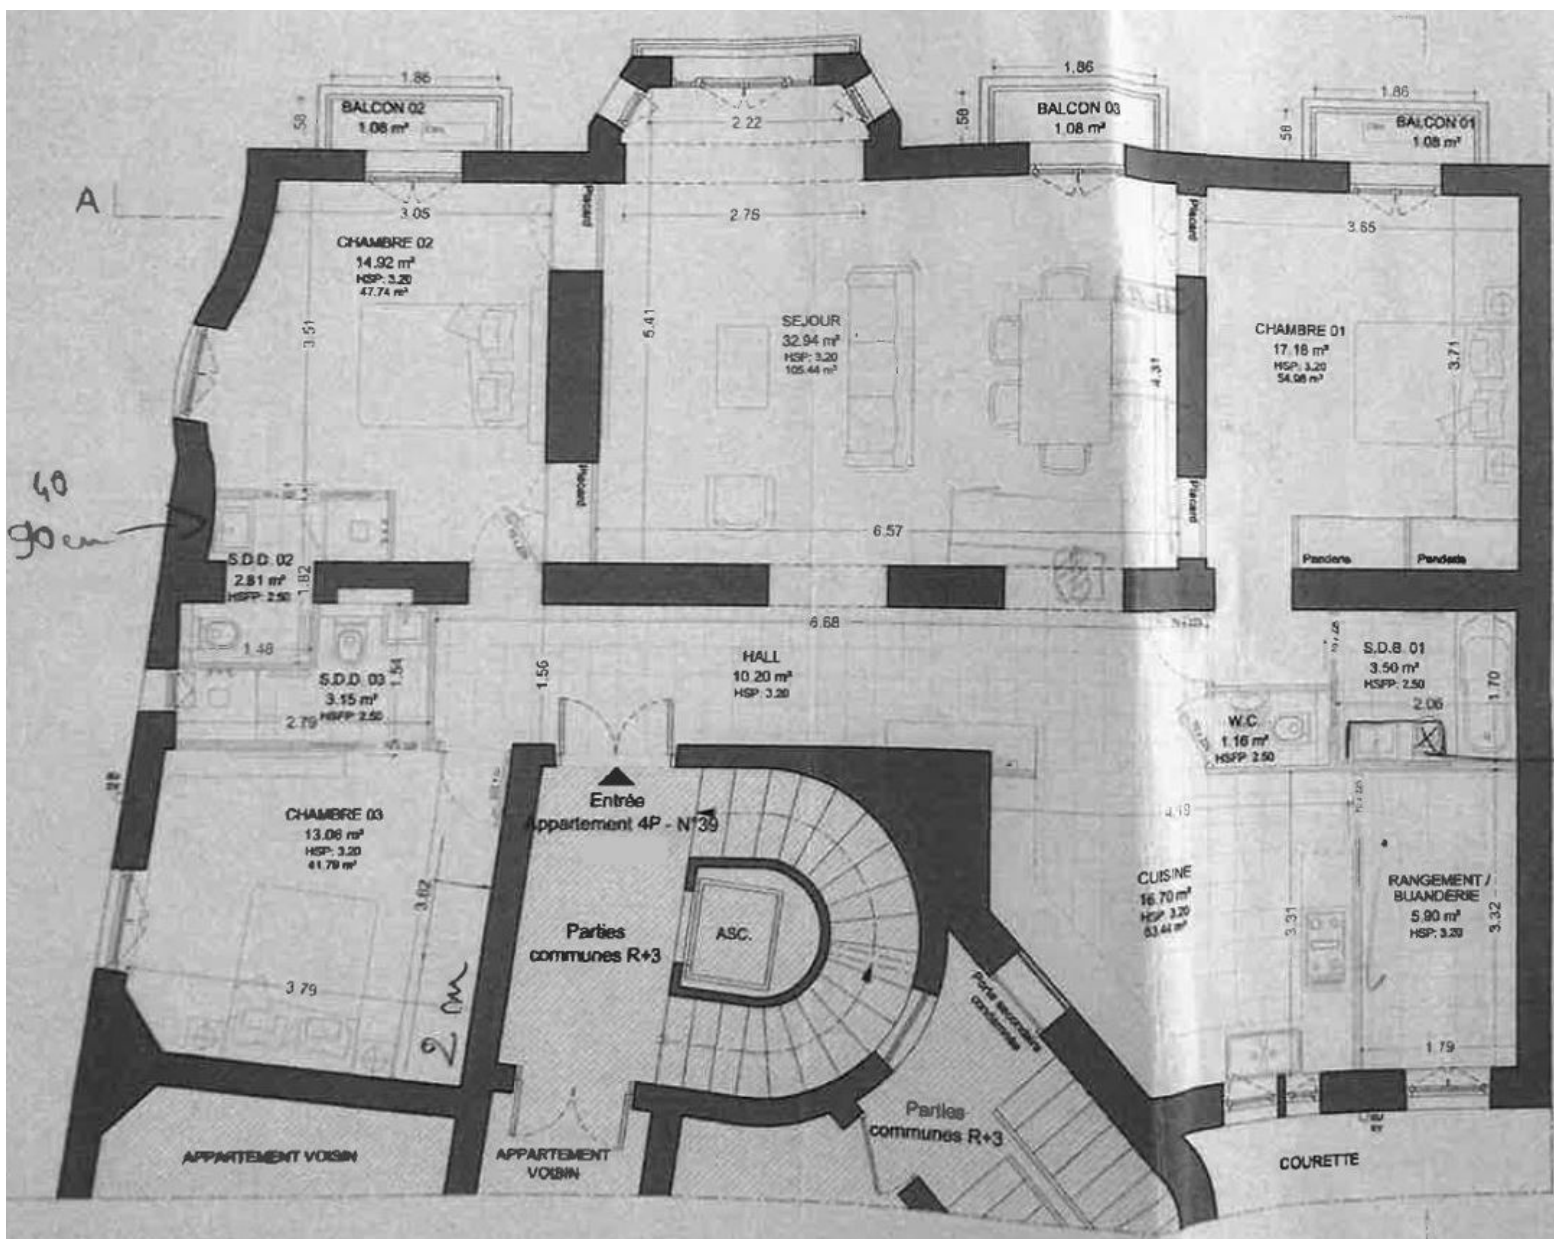 1.86
BALCON 02
1.08 m²
.58
2.22
1.86
BALCON 03
1.08 m²
.58
1.86
BALCON 01
1.08 m²
.58
A
3.05
CHAMBRE 02
14.92 m²
HSP: 3.20
47.74 m³
3.51
Placard
Placard
2.76
5.41
SEJOUR
32.94 m²
HSP: 3.20
105.44 m³
4.31
6.57
Placard
Placard
3.65
CHAMBRE 01
17.18 m²
HSP: 3.20
54.98 m³
3.71
Penderie
Penderie
40
90 cm
S.D.D. 02
2.81 m²
HSFP: 2.50
1.82
1.48
S.D.D. 03
3.15 m²
HSFP: 2.50
1.54
2.79
6.68
1.56
HALL
10.20 m²
HSP: 3.20
S.D.B. 01
3.50 m²
HSFP: 2.50
1.70
2.06
W.C.
1.16 m²
HSFP: 2.50
Entrée
Appartement 4P - N°39
CHAMBRE 03
13.06 m²
HSP: 3.20
41.79 m³
3.62
3.79
2 m
Parties
communes R+3
ASC.
4.19
CUISINE
16.70 m²
HSP: 3.20
53.44 m³
3.31
RANGEMENT /
BUANDERIE
5.90 m²
HSP: 3.20
3.32
1.79
Porte secondaire
condamnée
Parties
communes R+3
APPARTEMENT VOISIN
APPARTEMENT
VOISIN
COURETTE